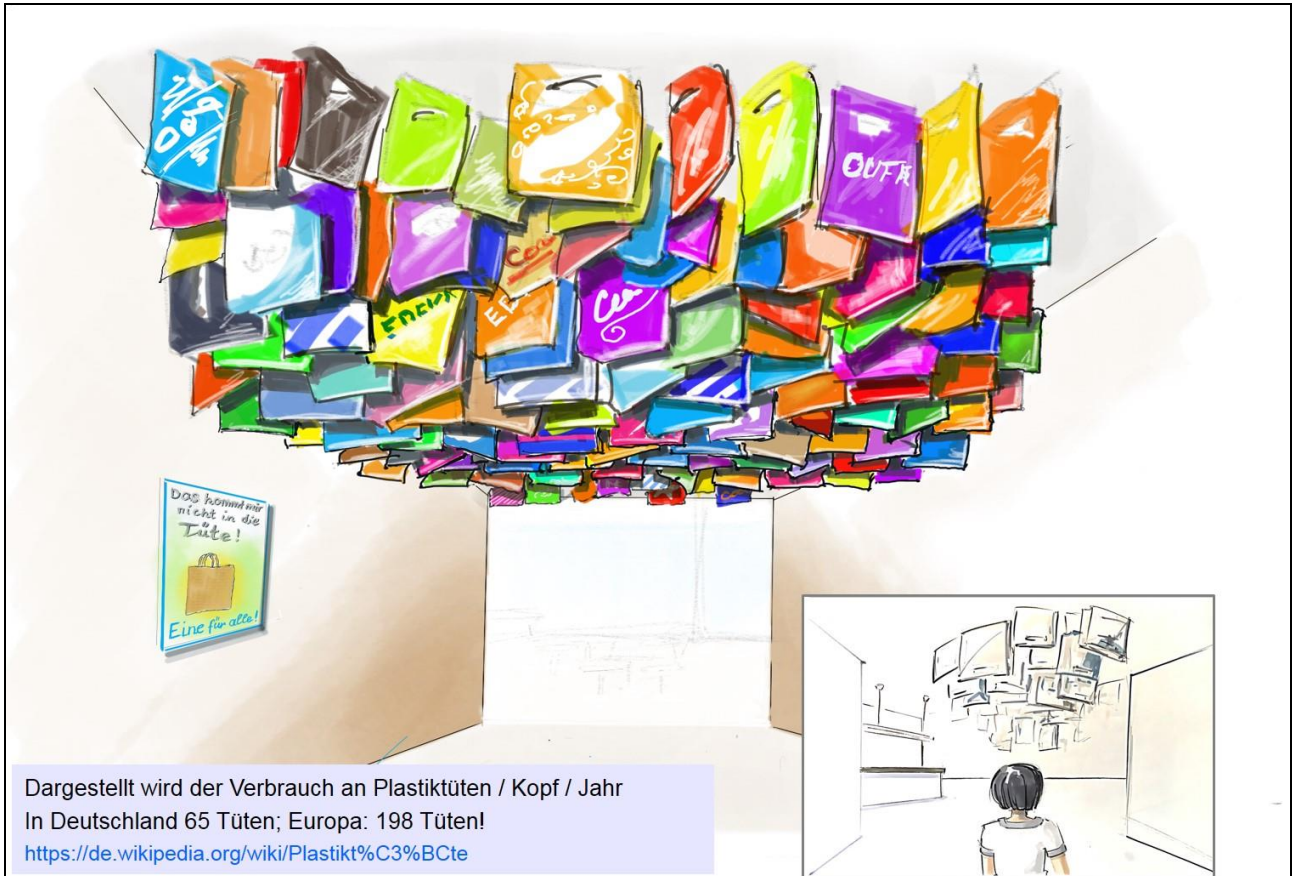 OUFA
Das kommt mir
nicht in die
Tüte!
Eine für alle!
Dargestellt wird der Verbrauch an Plastiktüten / Kopf / Jahr
In Deutschland 65 Tüten; Europa: 198 Tüten!
https://de.wikipedia.org/wiki/Plastikt%C3%BCte